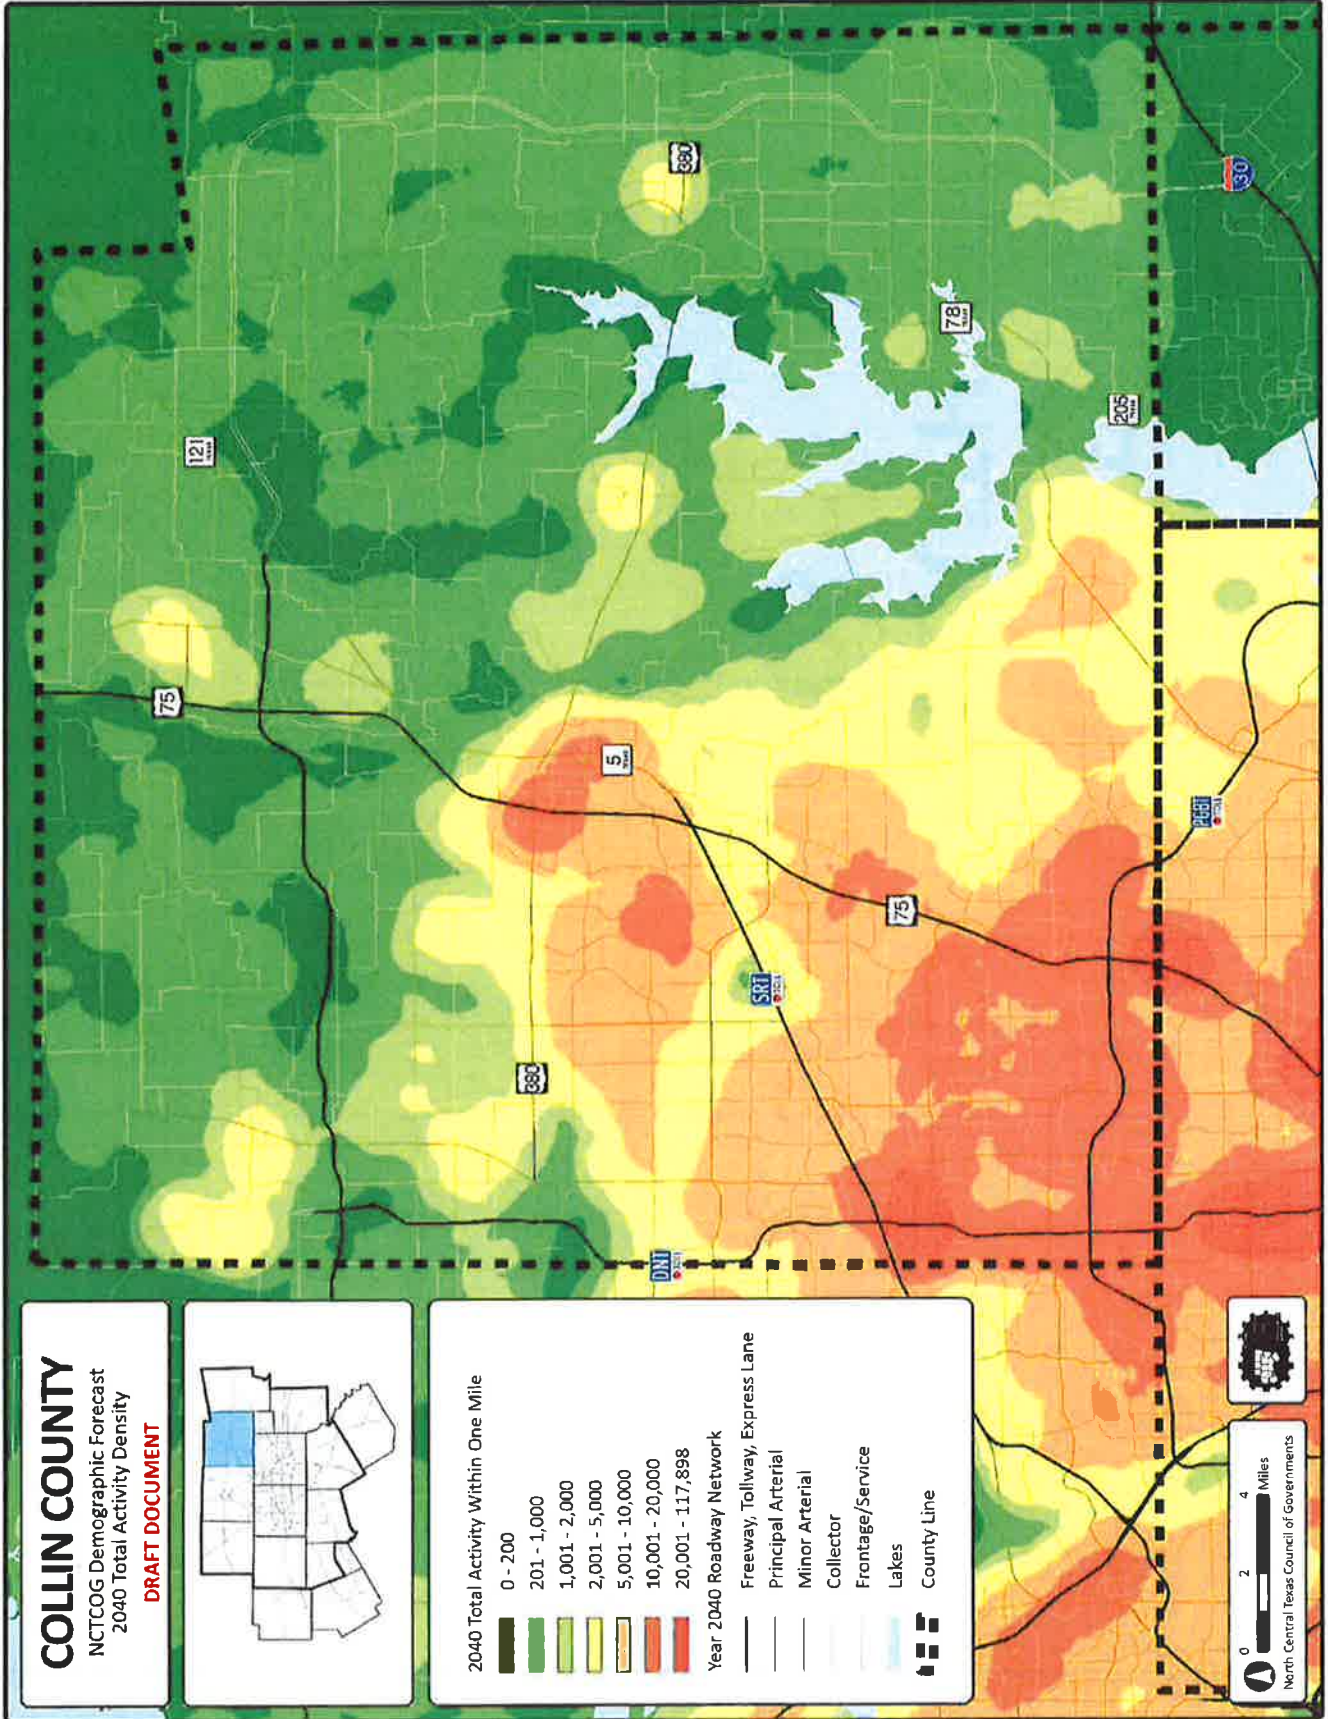 COLLIN COUNTY
NCTCOG Demographic Forecast
2040 Total Activity Density
DRAFT DOCUMENT
2040 Total Activity Within One Mile
0 - 200
201 - 1,000
1,001 - 2,000
2,001 - 5,000
5,001 - 10,000
10,001 - 20,000
20,001 - 117,898
Year 2040 Roadway Network
Freeway, Tollway, Express Lane
Principal Arterial
Minor Arterial
Collector
Frontage/Service
Lakes
County Line
0 2 4
Miles
North Central Texas Council of Governments
75
121
TEXAS
380
380
5
TEXAS
DNT
SRT
75
78
TEXAS
205
TEXAS
PGBT
30